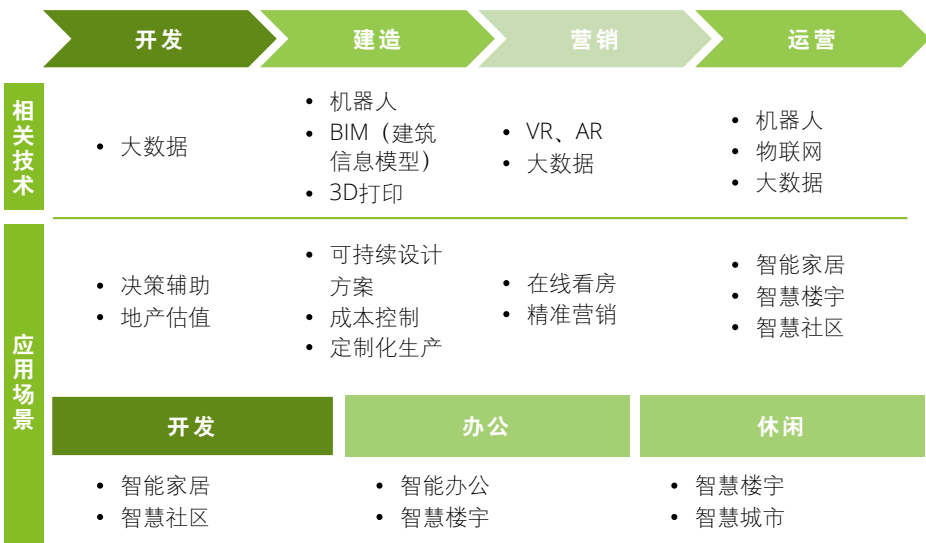 开发
建造
营销
运营
相关技术
• 大数据
• 机器人
• BIM（建筑
信息模型）
• 3D打印
• VR、AR
• 大数据
• 机器人
• 物联网
• 大数据
应用场景
• 决策辅助
• 地产估值
• 可持续设计
方案
• 成本控制
• 定制化生产
• 在线看房
• 精准营销
• 智能家居
• 智慧楼宇
• 智慧社区
开发
办公
休闲
• 智能家居
• 智慧社区
• 智能办公
• 智慧楼宇
• 智慧楼宇
• 智慧城市